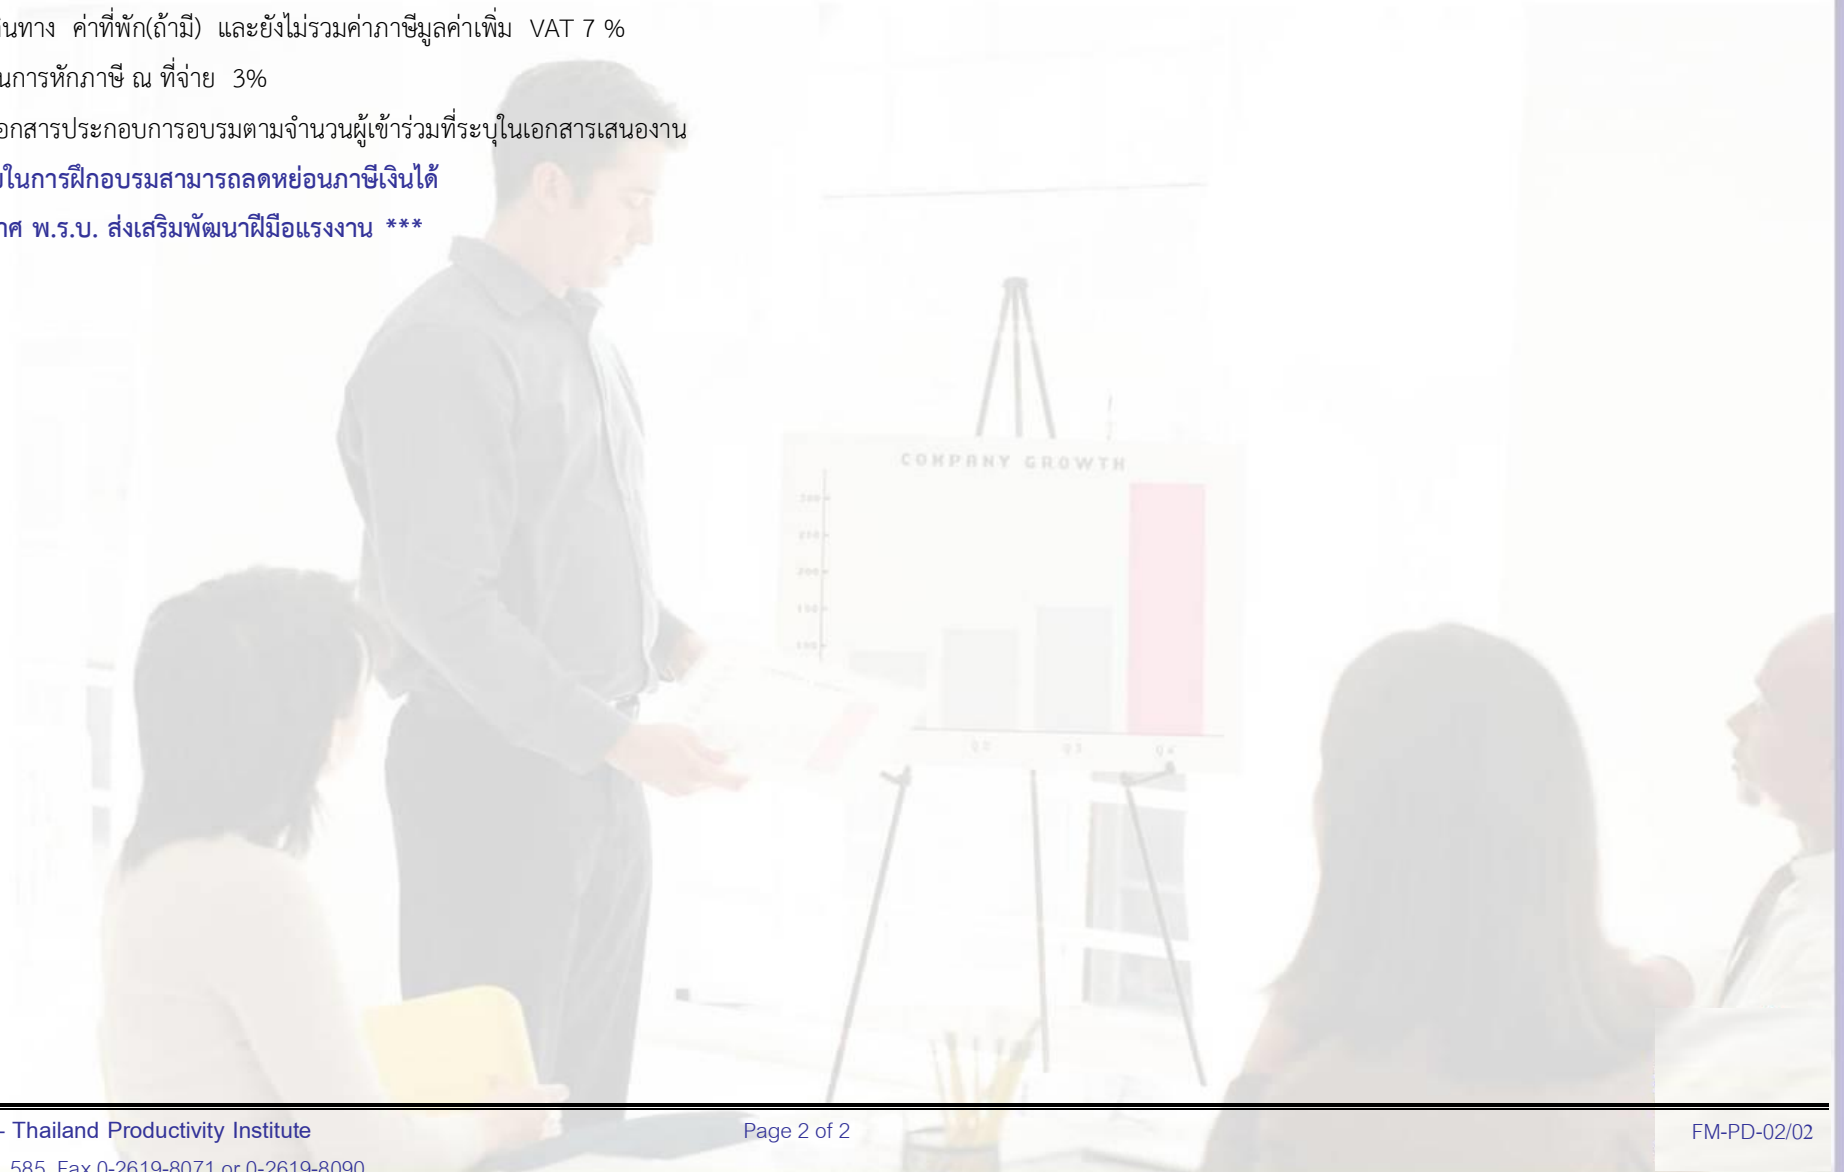 ค่าที่พัก(ถ้ามี) และยังไม่รวมค่าภาษีมูลค่าเพิ่ม VAT 7 %
นการหักภาษี ณ ที่จ่าย 3%
อกสารประกอบการอบรมตามจำนวนผู้เข้าร่วมที่ระบุในเอกสารเสนองาน
ในการฝึกอบรมสามารถลดหย่อนภาษีเงินได้
าศ พ.ร.บ. ส่งเสริมพัฒนาฝีมือแรงงาน ***
COMPANY GROWTH
250
200
150
100
Q2 Q3 Q4
- Thailand Productivity Institute
Page 2 of 2
FM-PD-02/02
585 Fax 0-2619-8071 or 0-2619-8090